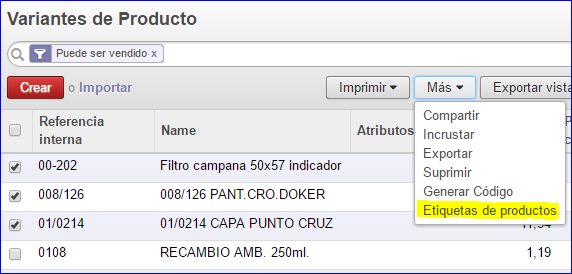 Variantes de Producto
Puede ser vendido x
Crear o Importar Imprimir Más Exportar vista
Compartir
Incrustar
Exportar
Suprimir
Generar Código
Etiquetas de productos
Referencia interna Name Atributos
00-202 Filtro campana 50x57 indicador
008/126 008/126 PANT.CRO.DOKER
01/0214 01/0214 CAPA PUNTO CRUZ
0108 RECAMBIO AMB. 250ml. 1,19